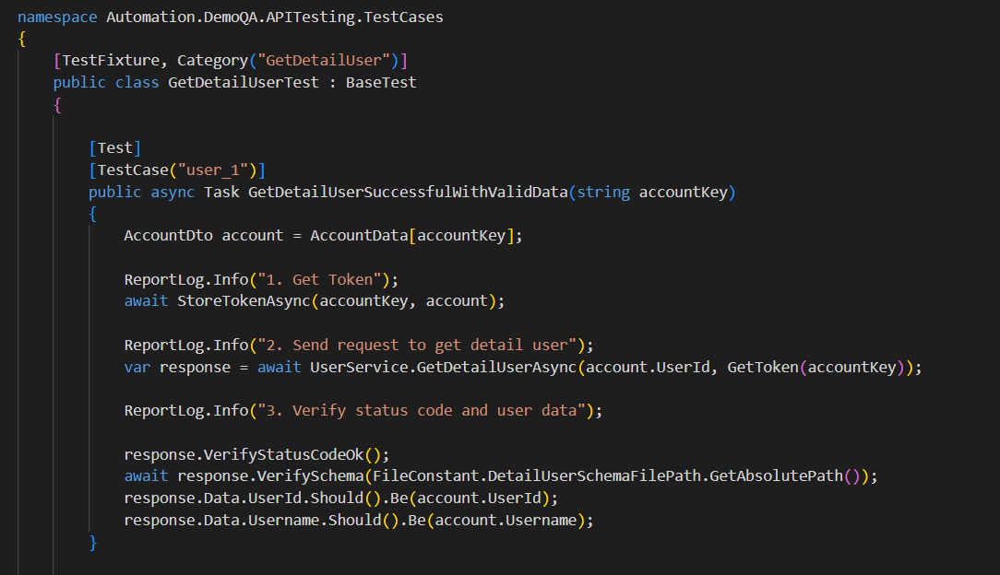 namespace Automation.DemoQA.APITesting.TestCases
{
[TestFixture, Category("GetDetailUser")]
public class GetDetailUserTest : BaseTest
{
[Test]
[TestCase("user_1")]
public async Task GetDetailUserSuccessfulWithValidData(string accountKey)
{
AccountDto account = AccountData[accountKey];
ReportLog.Info("1. Get Token");
await StoreTokenAsync(accountKey, account);
ReportLog.Info("2. Send request to get detail user");
var response = await UserService.GetDetailUserAsync(account.UserId, GetToken(accountKey));
ReportLog.Info("3. Verify status code and user data");
response.VerifyStatusCodeOk();
await response.VerifySchema(FileConstant.DetailUserSchemaFilePath.GetAbsolutePath());
response.Data.UserId.Should().Be(account.UserId);
response.Data.Username.Should().Be(account.Username);
}